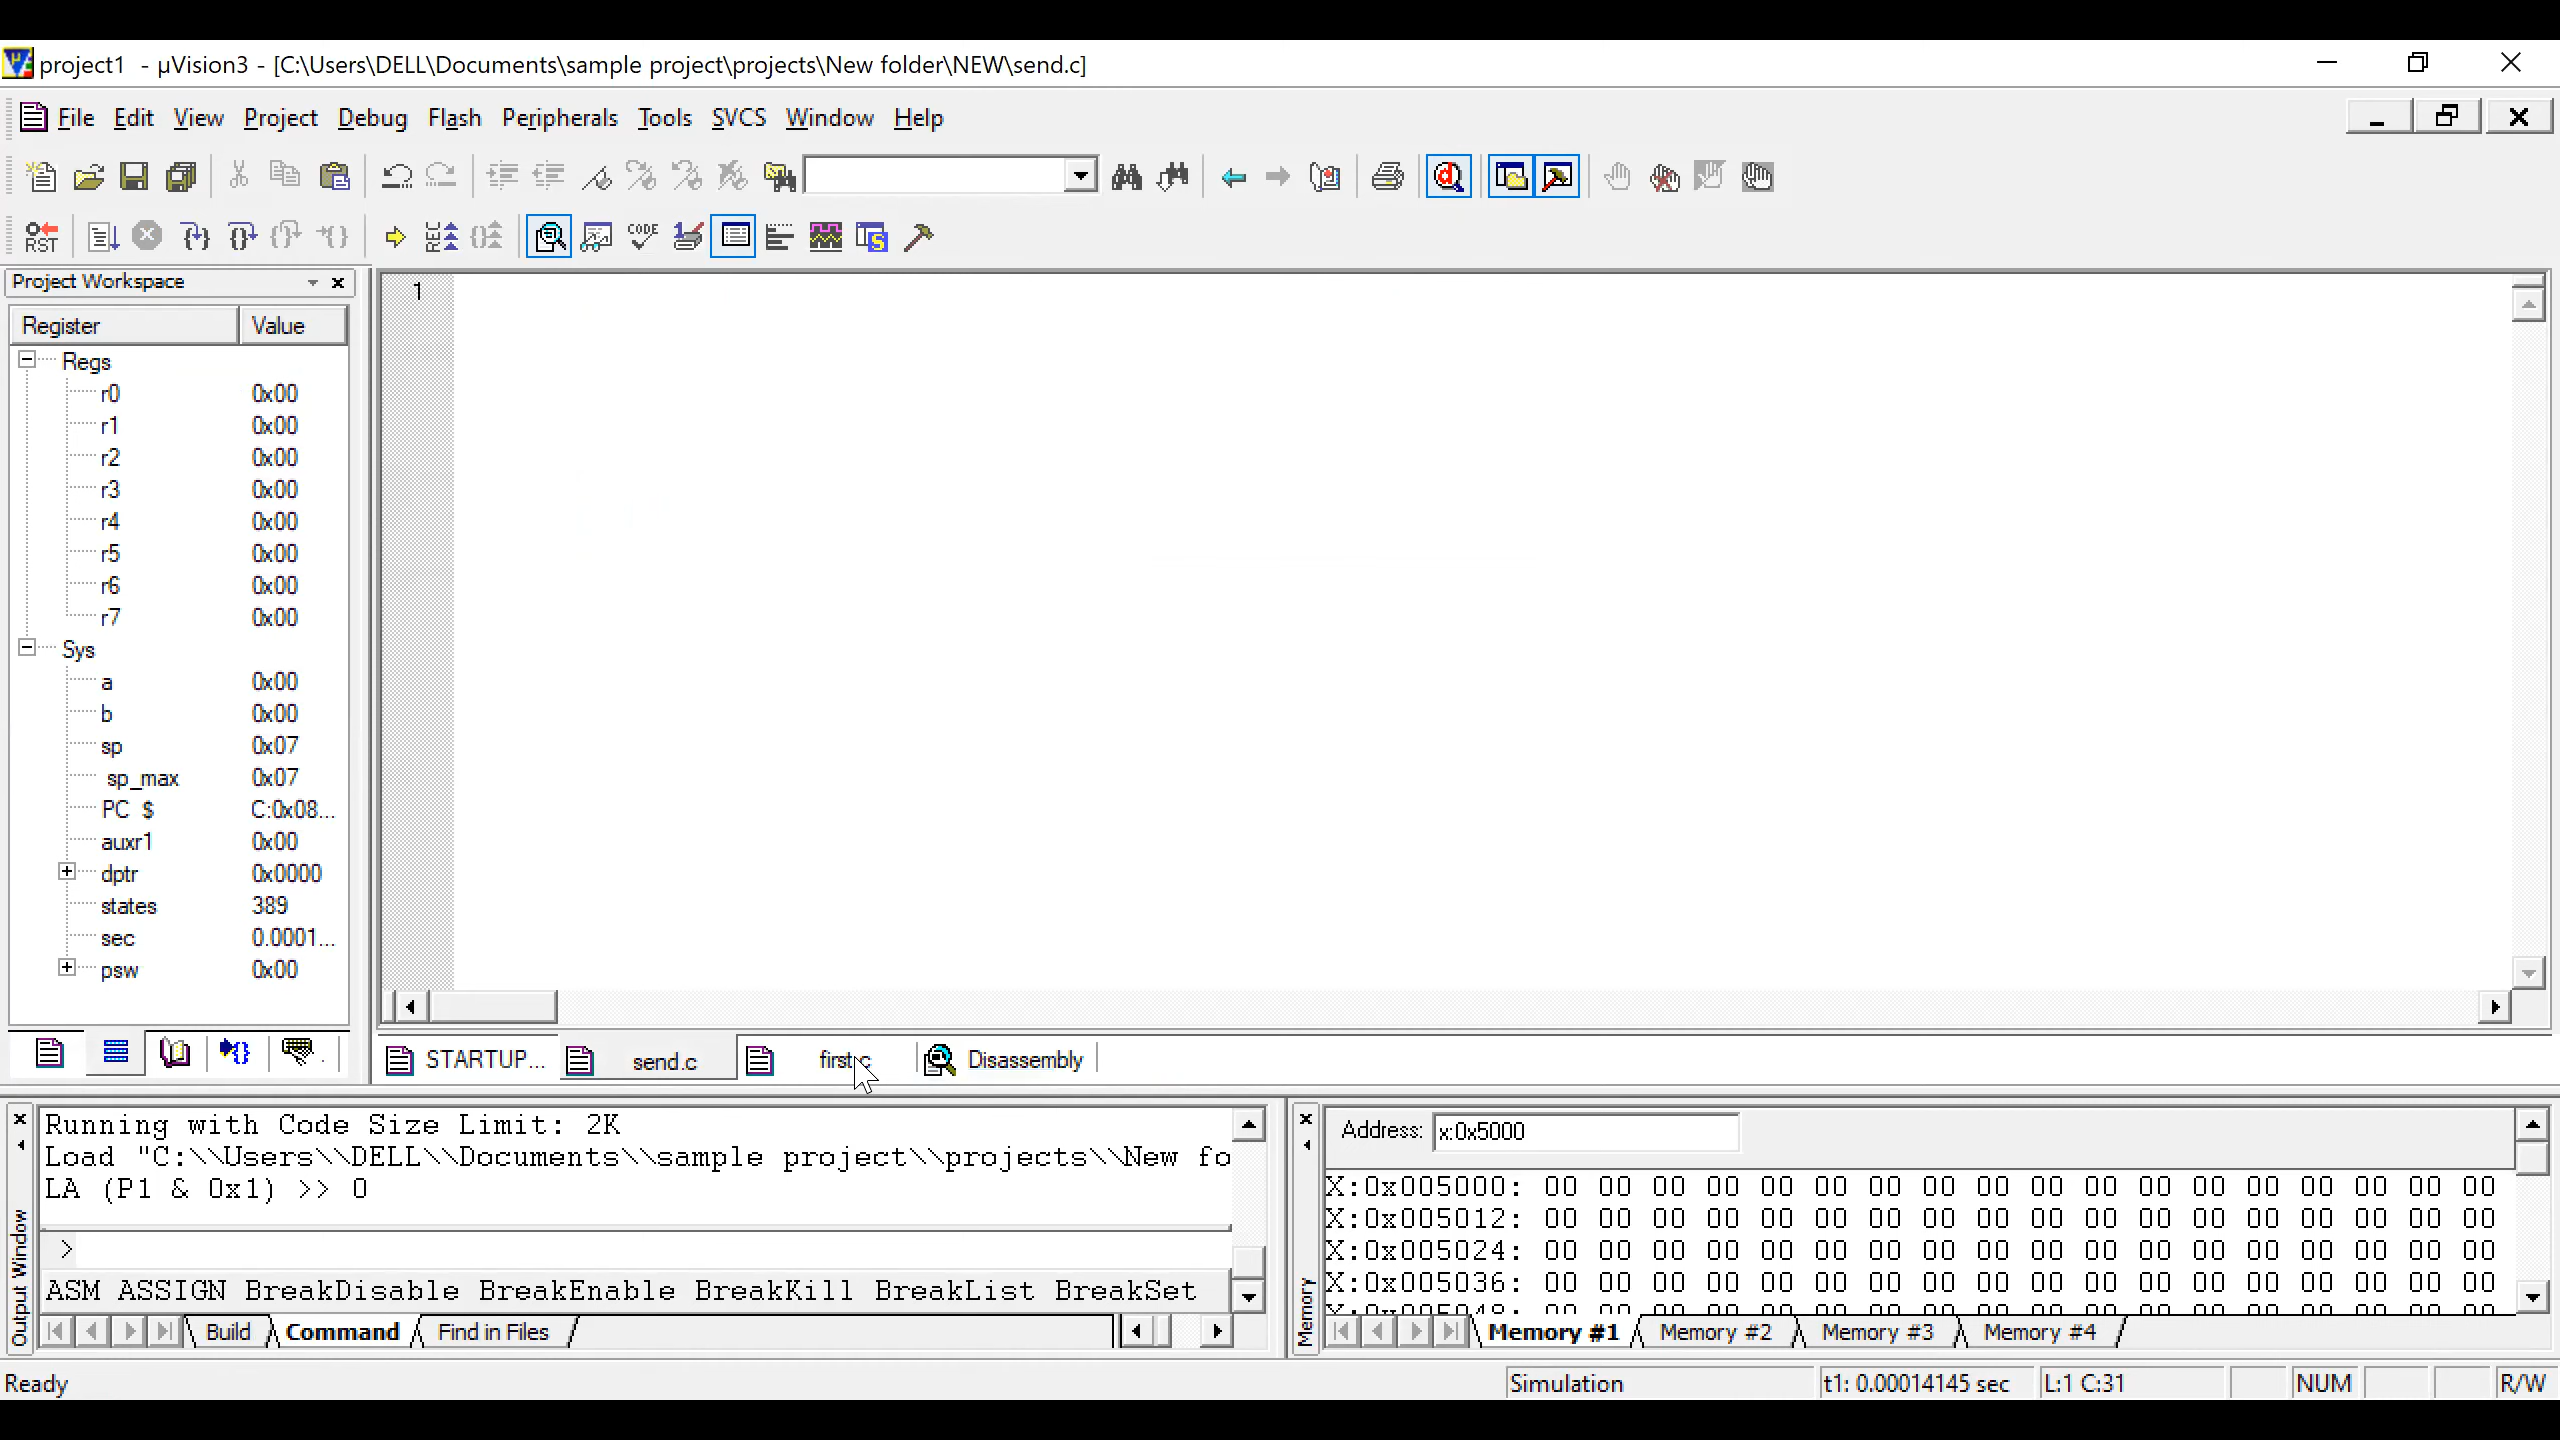 project1 - µVision3 - [C:\Users\DELL\Documents\sample project\projects\New folder\NEW\send.c]
File Edit View Project Debug Flash Peripherals Tools SVCS Window Help
RST CODE
Project Workspace
Register Value
Regs
r0 0x00
r1 0x00
r2 0x00
r3 0x00
r4 0x00
r5 0x00
r6 0x00
r7 0x00
Sys
a 0x00
b 0x00
sp 0x07
sp_max 0x07
PC $ C:0x08...
auxr1 0x00
dptr 0x0000
states 389
sec 0.0001...
psw 0x00
1
STARTUP... send.c first.c Disassembly
Output Window
Running with Code Size Limit: 2K
Load "C:\\Users\\DELL\\Documents\\sample project\\projects\\New fo
LA (P1 & 0x1) >> 0
>
ASM ASSIGN BreakDisable BreakEnable BreakKill BreakList BreakSet
Build Command Find in Files
Memory
Address: x:0x5000
X:0x005000: 00 00 00 00 00 00 00 00 00 00 00 00 00 00 00 00 00 00
X:0x005012: 00 00 00 00 00 00 00 00 00 00 00 00 00 00 00 00 00 00
X:0x005024: 00 00 00 00 00 00 00 00 00 00 00 00 00 00 00 00 00 00
X:0x005036: 00 00 00 00 00 00 00 00 00 00 00 00 00 00 00 00 00 00
Memory #1 Memory #2 Memory #3 Memory #4
Ready Simulation t1: 0.00014145 sec L:1 C:31 NUM R/W